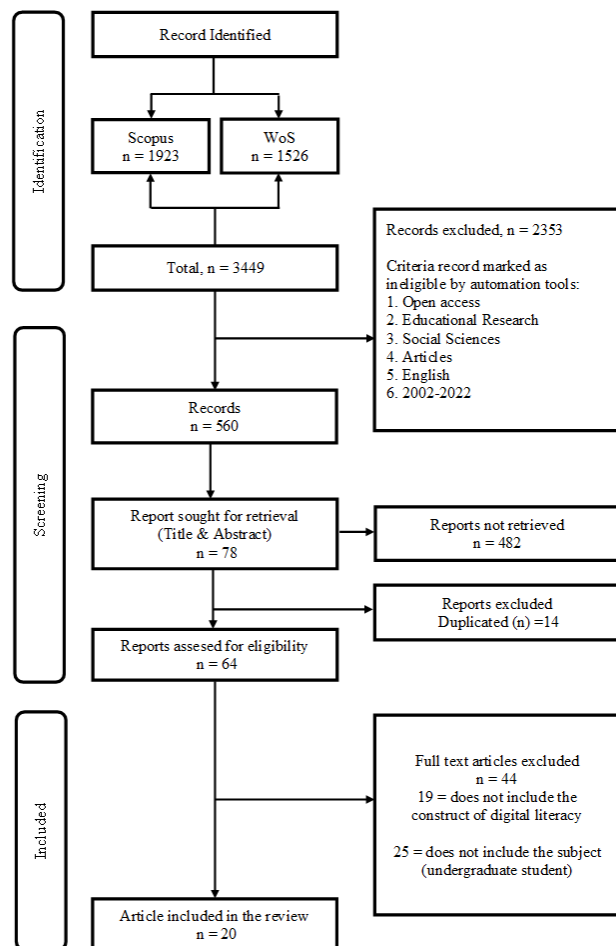 Record Identified
Identification
Scopus
n = 1923
WoS
n = 1526
Total, n = 3449
Records excluded, n = 2353
Criteria record marked as
ineligible by automation tools:
1. Open access
2. Educational Research
3. Social Sciences
4. Articles
5. English
6. 2002-2022
Screening
Records
n = 560
Report sought for retrieval
(Title & Abstract)
n = 78
Reports not retrieved
n = 482
Reports excluded
Duplicated (n) =14
Reports assesed for eligibility
n = 64
Included
Full text articles excluded
n = 44
19 = does not include the
construct of digital literacy
25 = does not include the subject
(undergraduate student)
Article included in the review
n = 20